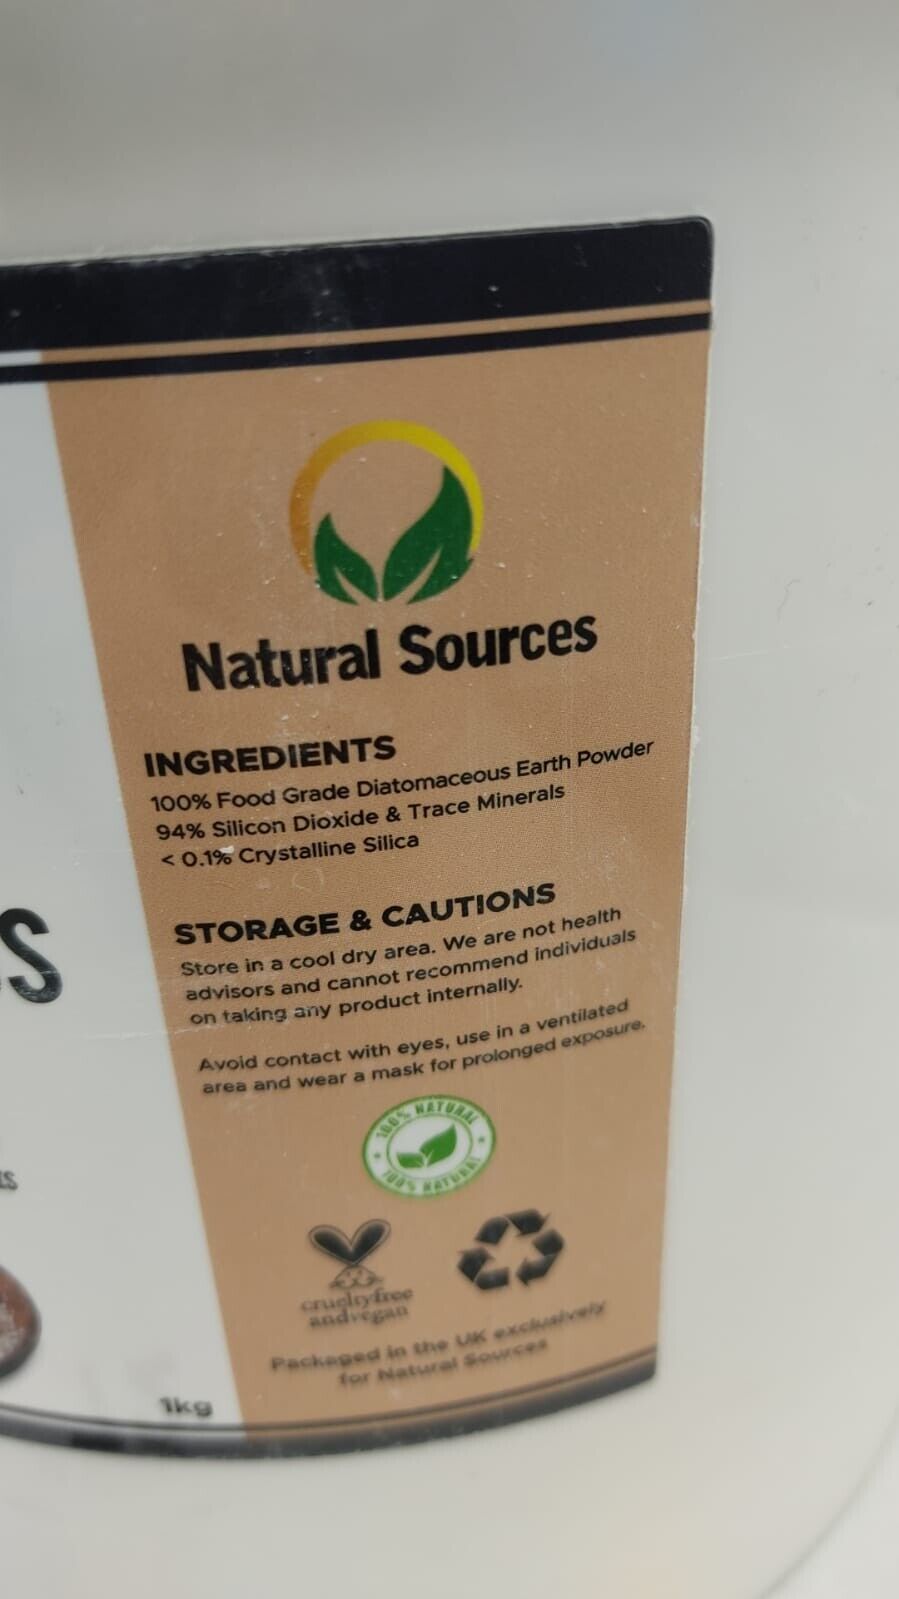 Natural Sources
INGREDIENTS
100% Food Grade Diatomaceous Earth Powder
94% Silicon Dioxide & Trace Minerals
< 0.1% Crystalline Silica
STORAGE & CAUTIONS
Store in a cool dry area. We are not health
advisors and cannot recommend individuals
on taking any product internally.
Avoid contact with eyes, use in a ventilated
area and wear a mask for prolonged exposure.
100% NATURAL
100% NATURAL
crueltyfree
andvegan
Packaged in the UK exclusively
for Natural Sources
1kg